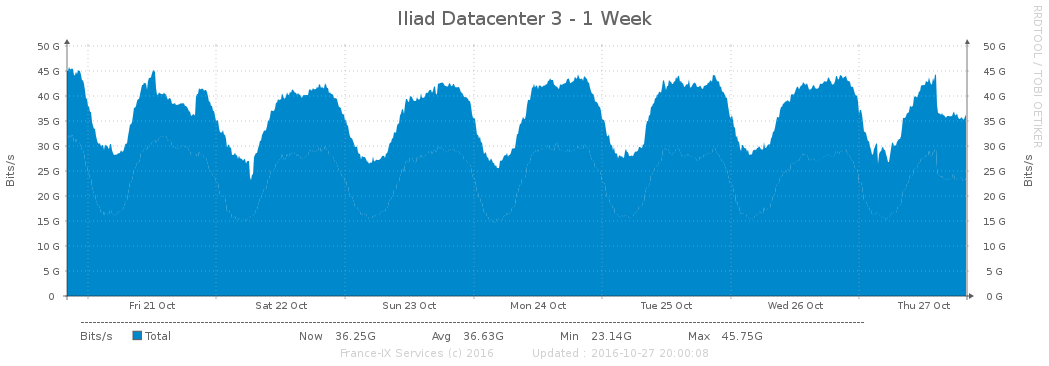 Iliad Datacenter 3 - 1 Week
RRDTOOL / TOBI OETIKER
Bits/s
50 G
45 G
40 G
35 G
30 G
25 G
20 G
15 G
10 G
5 G
0
50 G
45 G
40 G
35 G
30 G
25 G
20 G
15 G
10 G
5 G
0 G
Bits/s
Fri 21 Oct Sat 22 Oct Sun 23 Oct Mon 24 Oct Tue 25 Oct Wed 26 Oct Thu 27 Oct
Bits/s Total Now 36.25G Avg 36.63G Min 23.14G Max 45.75G
France-IX Services (c) 2016 Updated : 2016-10-27 20:00:08